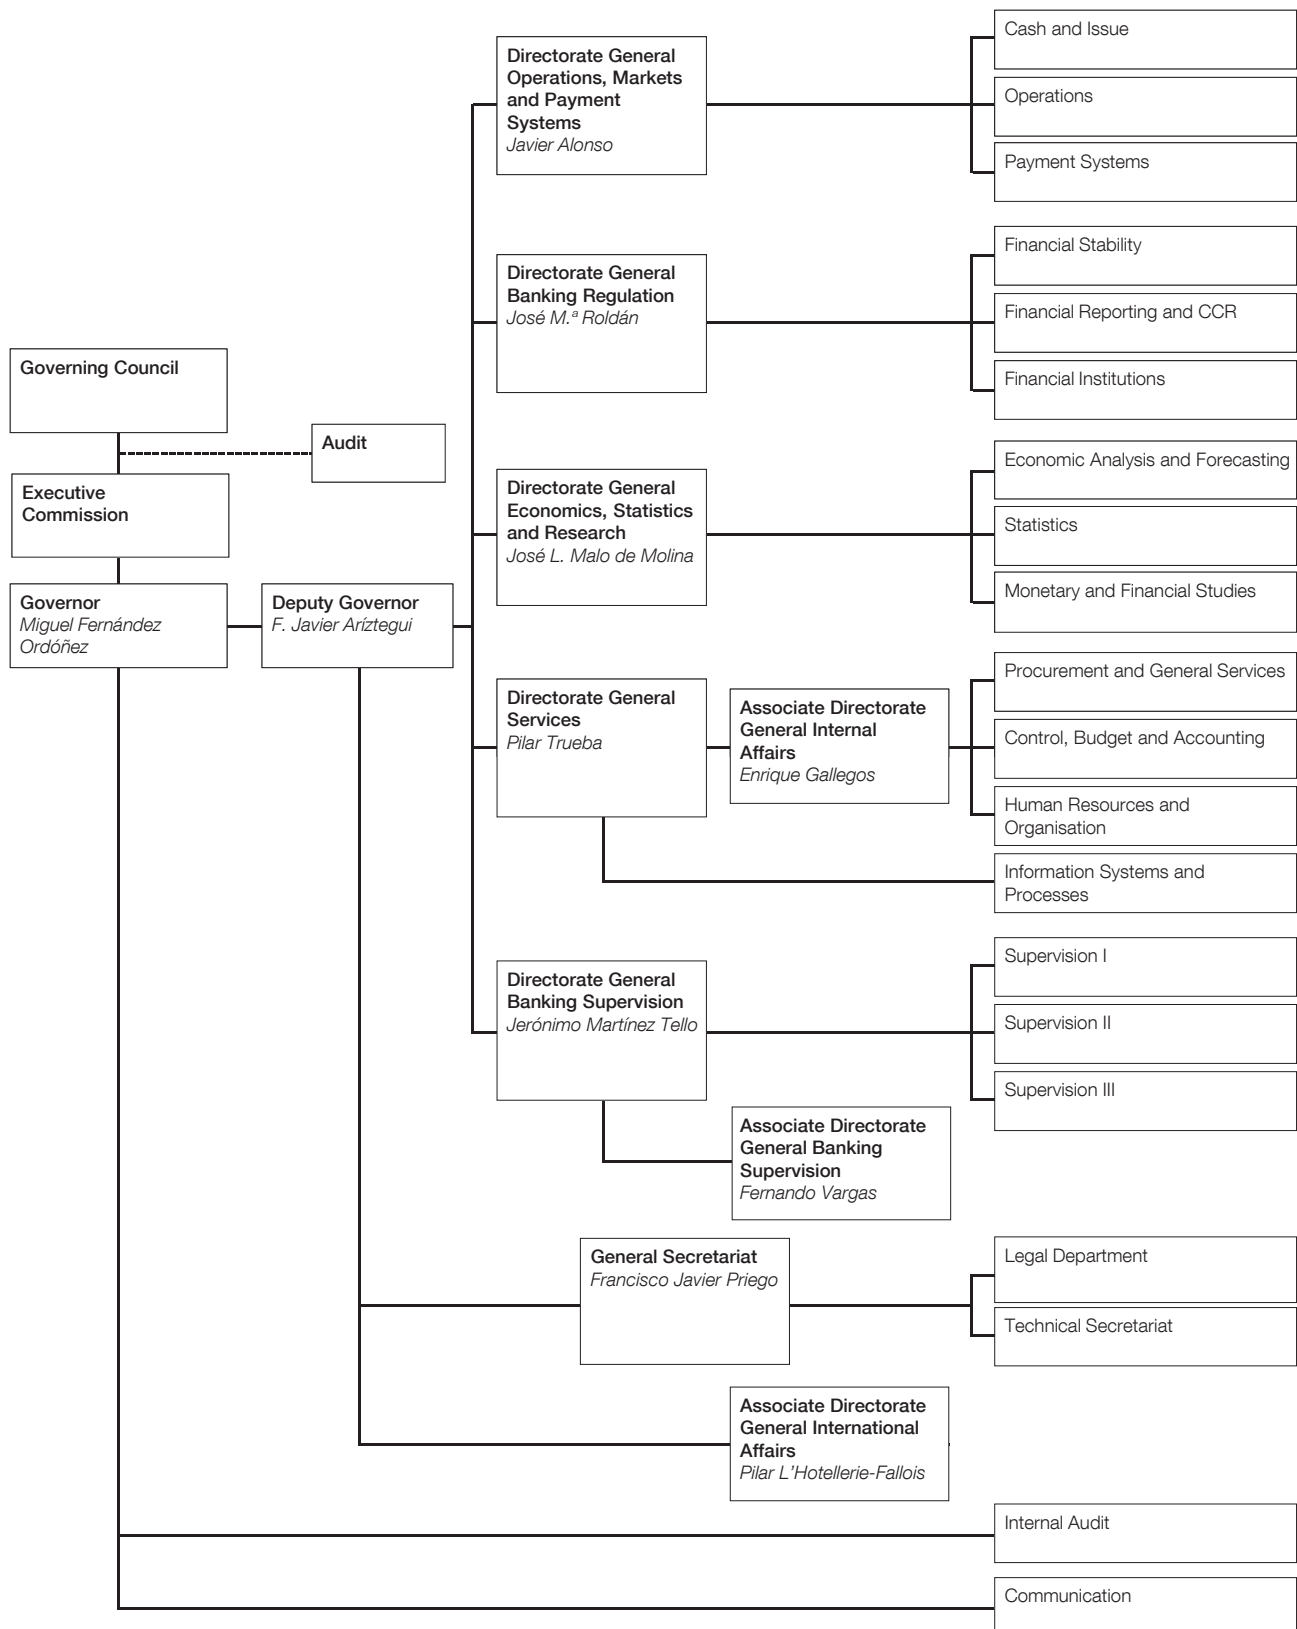 Governing Council
Audit
Executive
Commission
Governor
Miguel Fernández
Ordóñez
Deputy Governor
F. Javier Aríztegui
Directorate General
Operations, Markets
and Payment
Systems
Javier Alonso
Cash and Issue
Operations
Payment Systems
Directorate General
Banking Regulation
José M.ª Roldán
Financial Stability
Financial Reporting and CCR
Financial Institutions
Directorate General
Economics, Statistics
and Research
José L. Malo de Molina
Economic Analysis and Forecasting
Statistics
Monetary and Financial Studies
Directorate General
Services
Pilar Trueba
Associate Directorate
General Internal
Affairs
Enrique Gallegos
Procurement and General Services
Control, Budget and Accounting
Human Resources and
Organisation
Information Systems and
Processes
Directorate General
Banking Supervision
Jerónimo Martínez Tello
Supervision I
Supervision II
Supervision III
Associate Directorate
General Banking
Supervision
Fernando Vargas
General Secretariat
Francisco Javier Priego
Legal Department
Technical Secretariat
Associate Directorate
General International
Affairs
Pilar L'Hotellerie-Fallois
Internal Audit
Communication